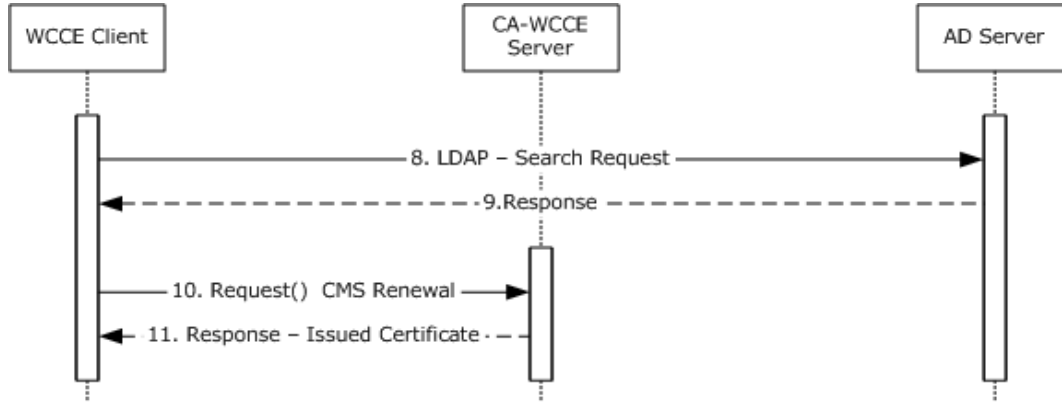 WCCE Client
CA-WCCE
Server
AD Server
8. LDAP – Search Request
9.Response
10. Request()  CMS Renewal
11. Response – Issued Certificate